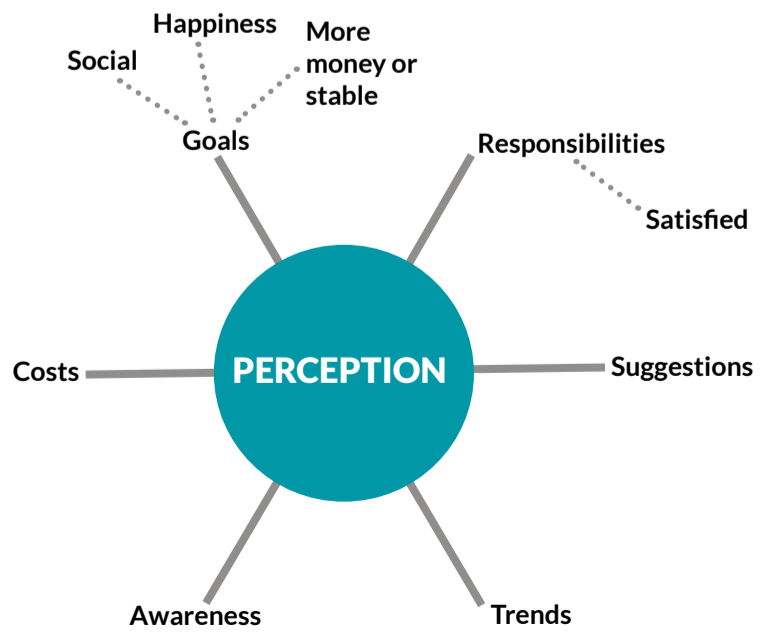 Happiness
Social
More
money or
stable
Goals
Responsibilities
Satisfied
Costs
PERCEPTION
Suggestions
Awareness
Trends